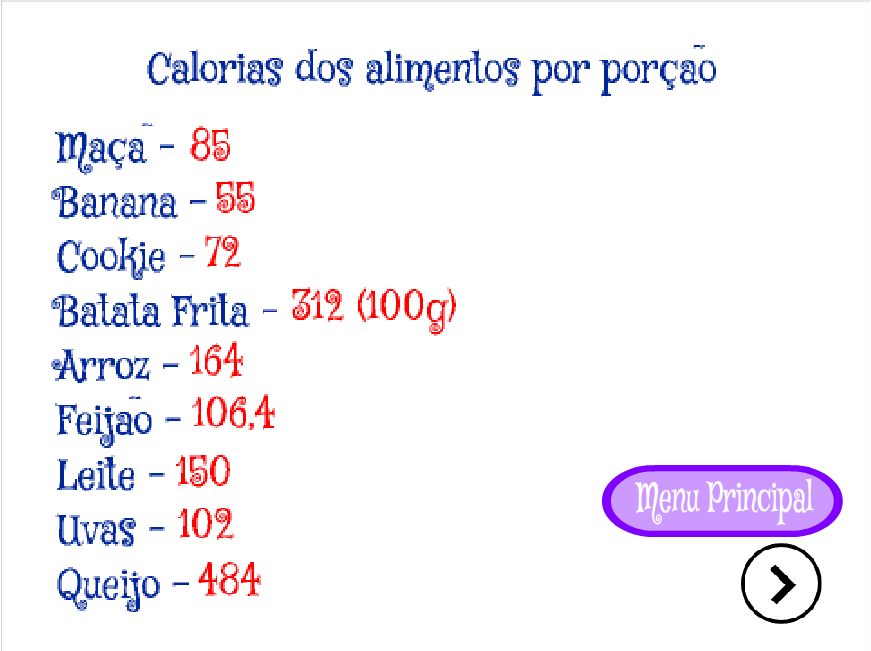 Calorias dos alimentos por porção
Maçã - 85
Banana - 55
Cookie - 72
Batata Frita - 312 (100g)
Arroz - 164
Feijão - 106,4
Leite - 150
Uvas - 102
Queijo - 484
Menu Principal